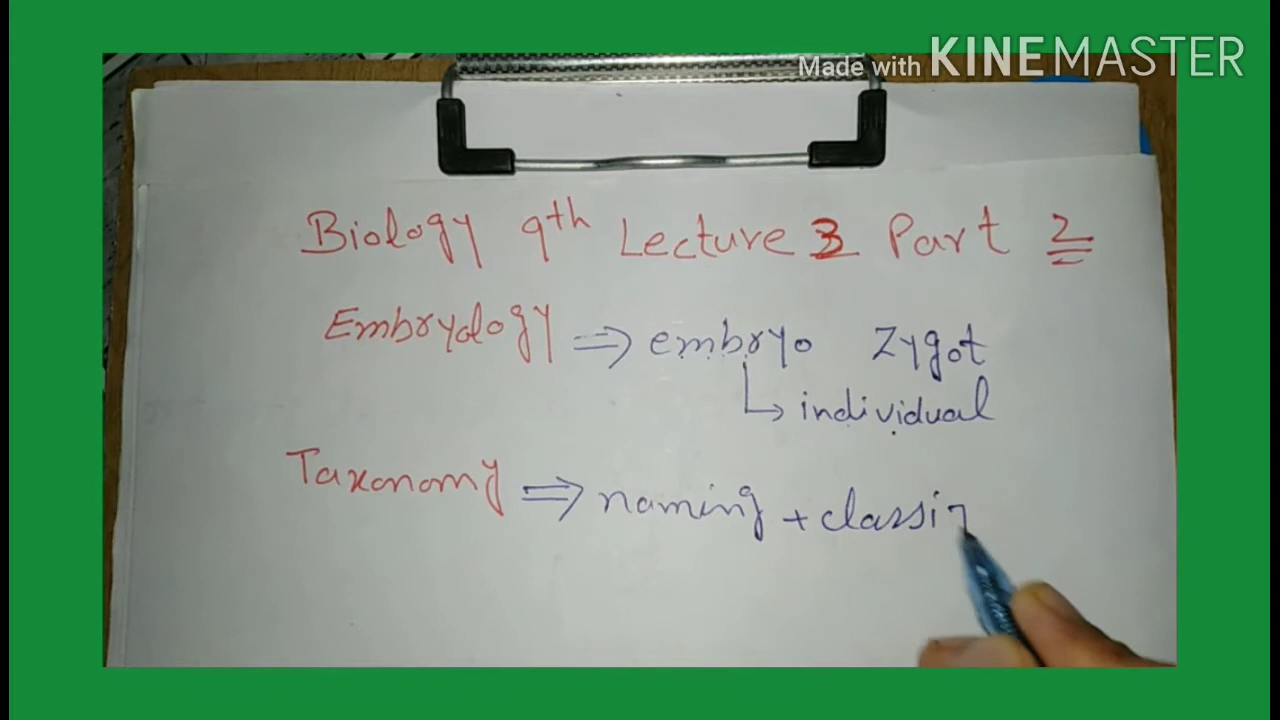 Made with KINEMASTER
Biology 9th Lecture 3 Part 2
Embryology ⇒ embryo Zygot
↳ individual
Taxonomy ⇒ naming + classi